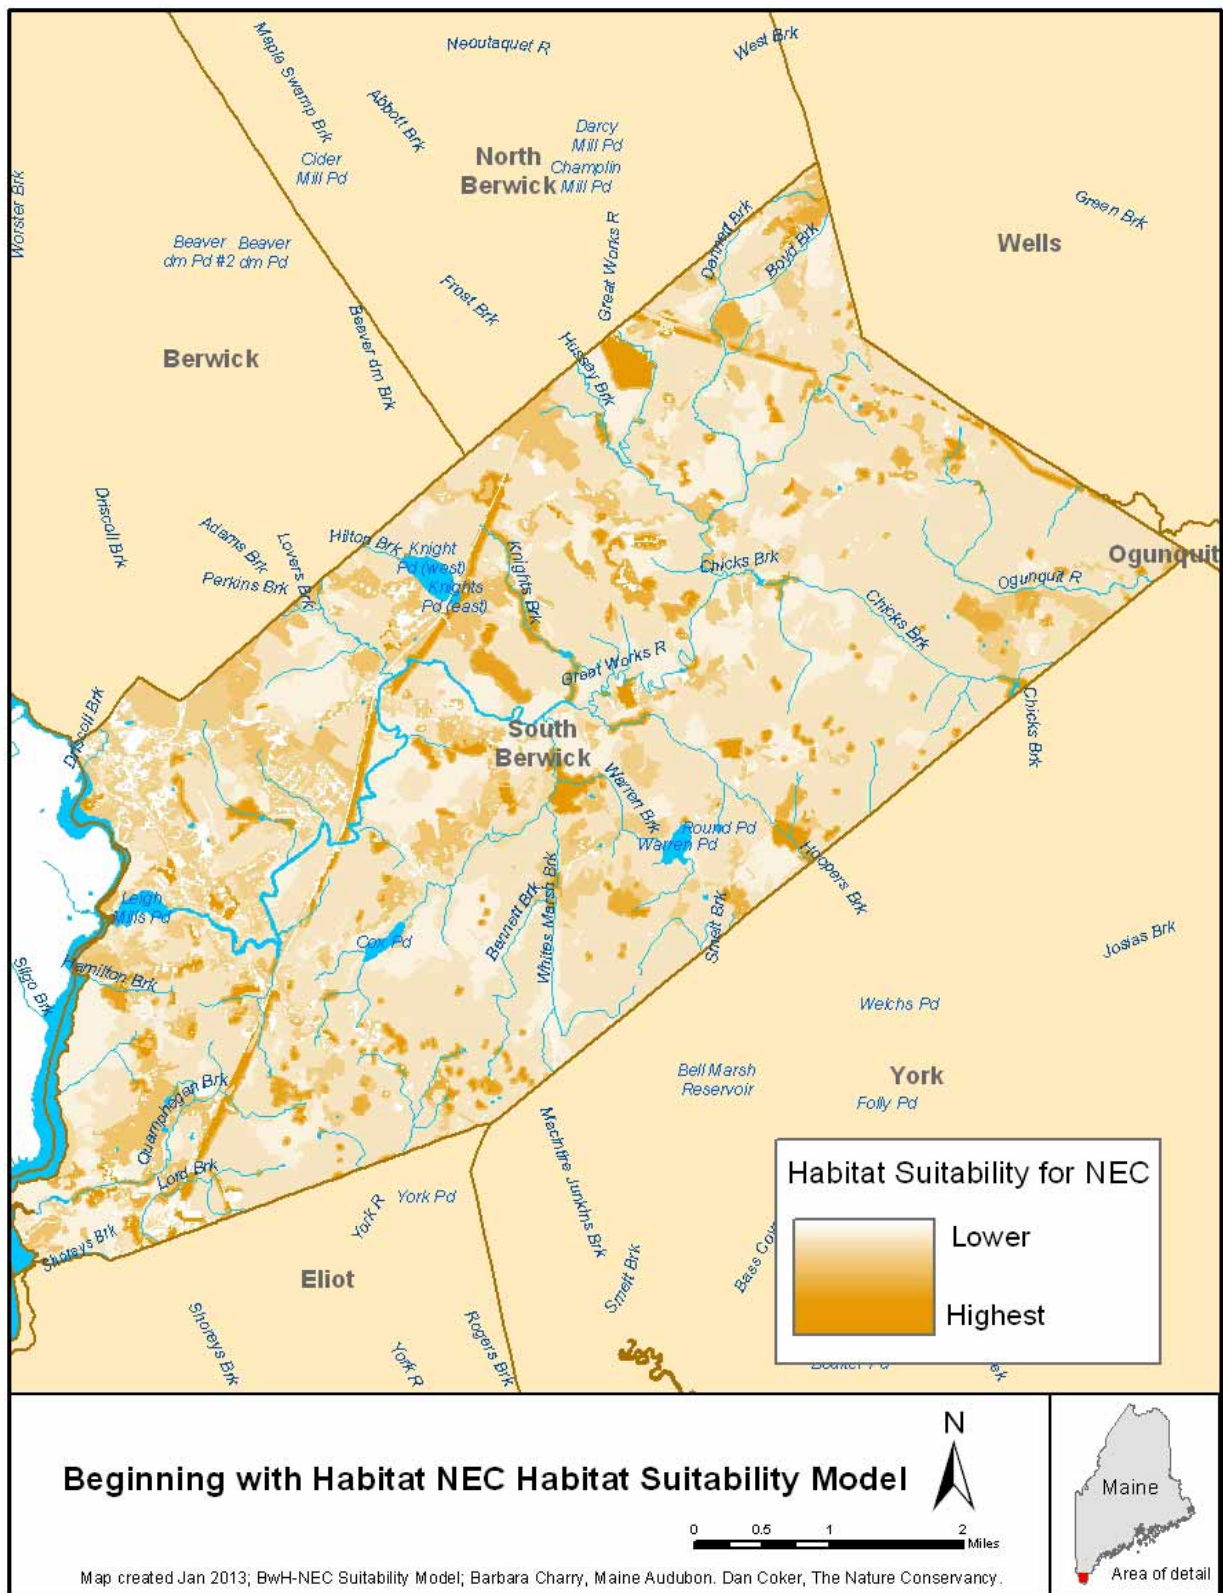 Maple Swamp Brk
Neoutaquet R
West Brk
Abbott Brk
Darcy
Mill Pd
Cider
Mill Pd
North
Berwick
Champlin
Mill Pd
Worster Brk
Green Brk
Dennett Brk
Boyd Brk
Great Works R
Wells
Beaver
dm Pd #2
Beaver
dm Pd
Frost Brk
Beaver dm Brk
Hussey Brk
Berwick
Driscoll Brk
Adams Brk
Lovers Brk
Perkins Brk
Hilton Brk
Knight
Pd (west)
Knights
Pd (east)
Knights Brk
Chicks Brk
Ogunquit
Ogunquit R
Chicks Brk
Great Works R
Driscoll Brk
South
Berwick
Chicks Brk
Warren Brk
Round Pd
Warren Pd
Hoopers Brk
Leigh
Mills Pd
Bennett Brk
Whites Marsh Brk
Smelt Brk
Cox Pd
Josias Brk
Sligo Brk
Hamilton Brk
Welchs Pd
Bell Marsh
Reservoir
York
Folly Pd
Quamphegan Brk
MacIntire Junkins Brk
Lord Brk
York R
York Pd
Shoreys Brk
Smelt Brk
Bass Cov
Eliot
Shoreys Brk
York R
Rogers Brk
Habitat Suitability for NEC
Lower
Highest
ek
Beginning with Habitat NEC Habitat Suitability Model
N
0 0.5 1 2
Miles
Map created Jan 2013; BwH-NEC Suitability Model; Barbara Charry, Maine Audubon. Dan Coker, The Nature Conservancy.
Maine
Area of detail